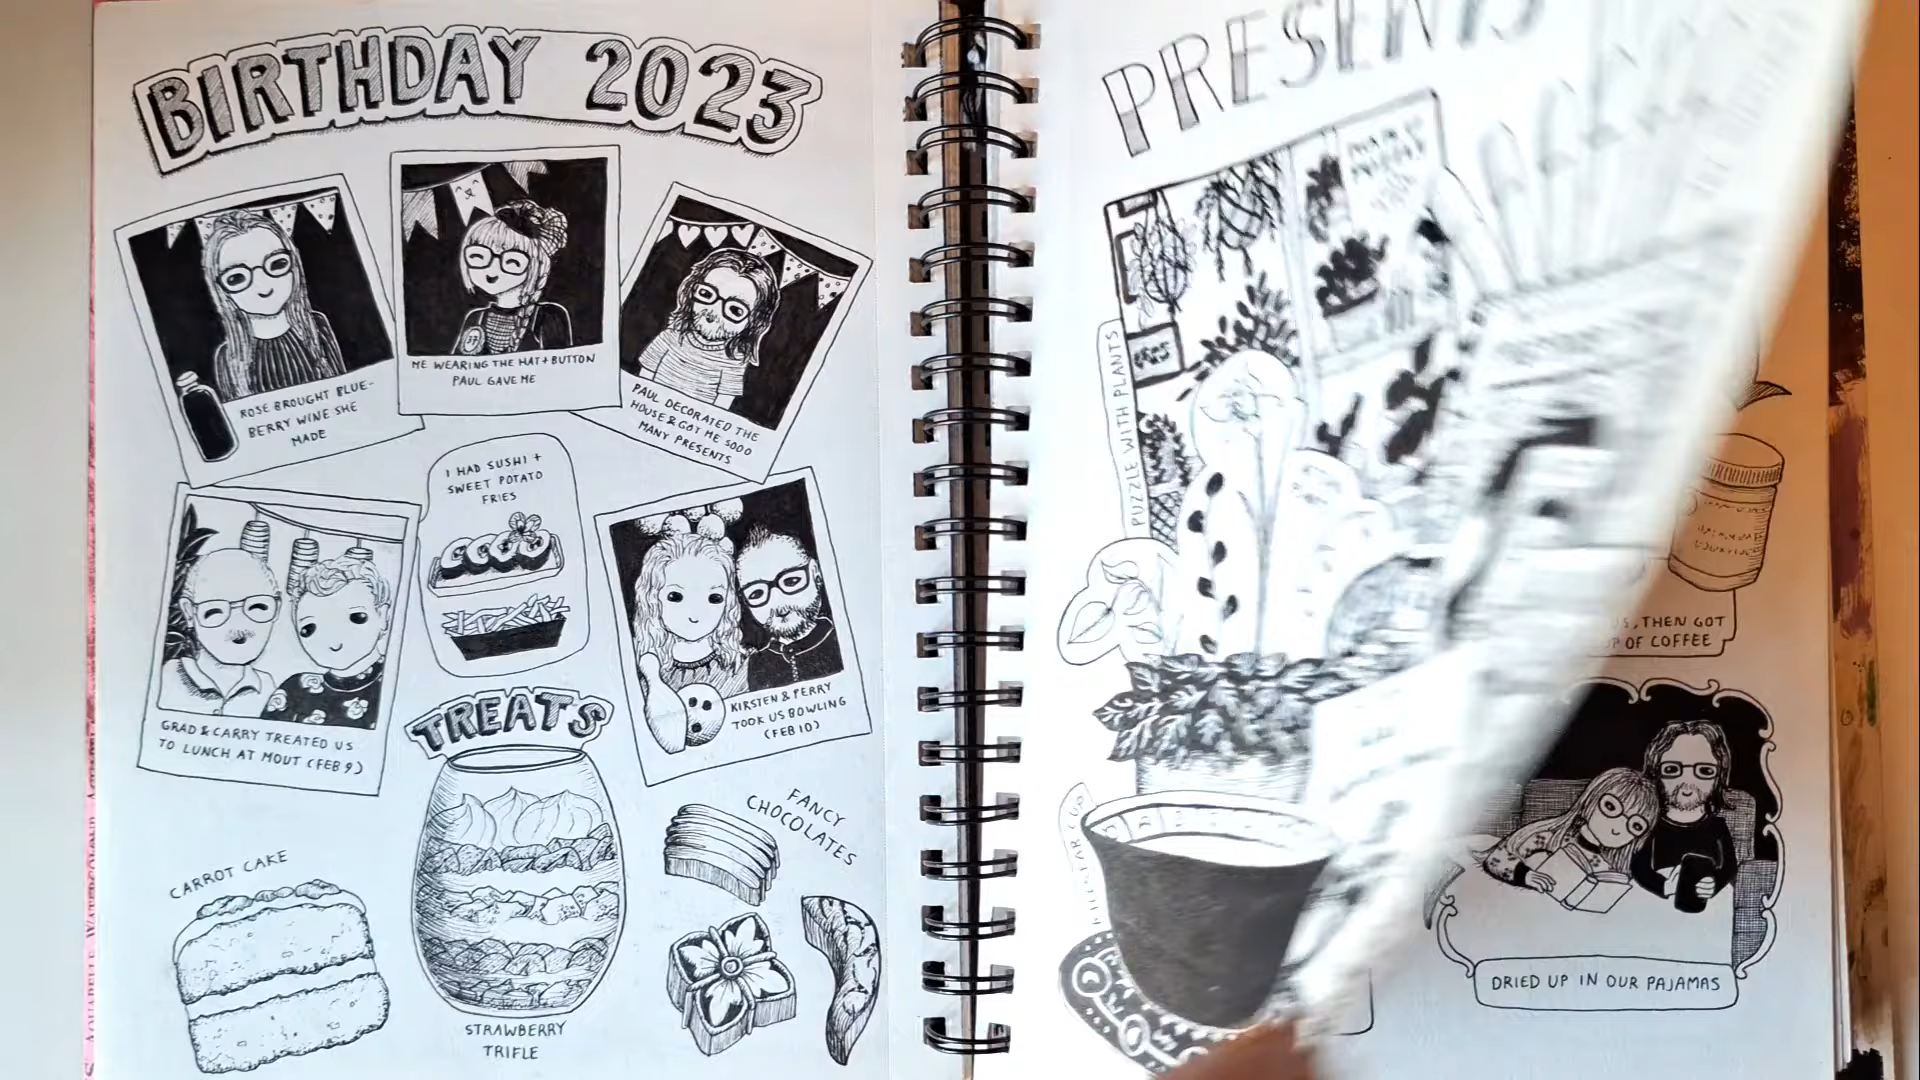 BIRTHDAY 2023
ROSE BROUGHT BLUE-
BERRY WINE SHE
MADE
ME WEARING THE HAT + BUTTON
PAUL GAVE ME
PAUL DECORATED THE
HOUSE & GOT ME SOOO
MANY PRESENTS
I HAD SUSHI +
SWEET POTATO
FRIES
GRAD & CARRY TREATED US
TO LUNCH AT MOUT (FEB 9)
KIRSTEN & PERRY
TOOK US BOWLING
(FEB 10)
TREATS
CARROT CAKE
STRAWBERRY
TRIFLE
FANCY
CHOCOLATES
PRESENTS
PUZZLE WITH PLANTS
US, THEN GOT
UP OF COFFEE
DRIED UP IN OUR PAJAMAS